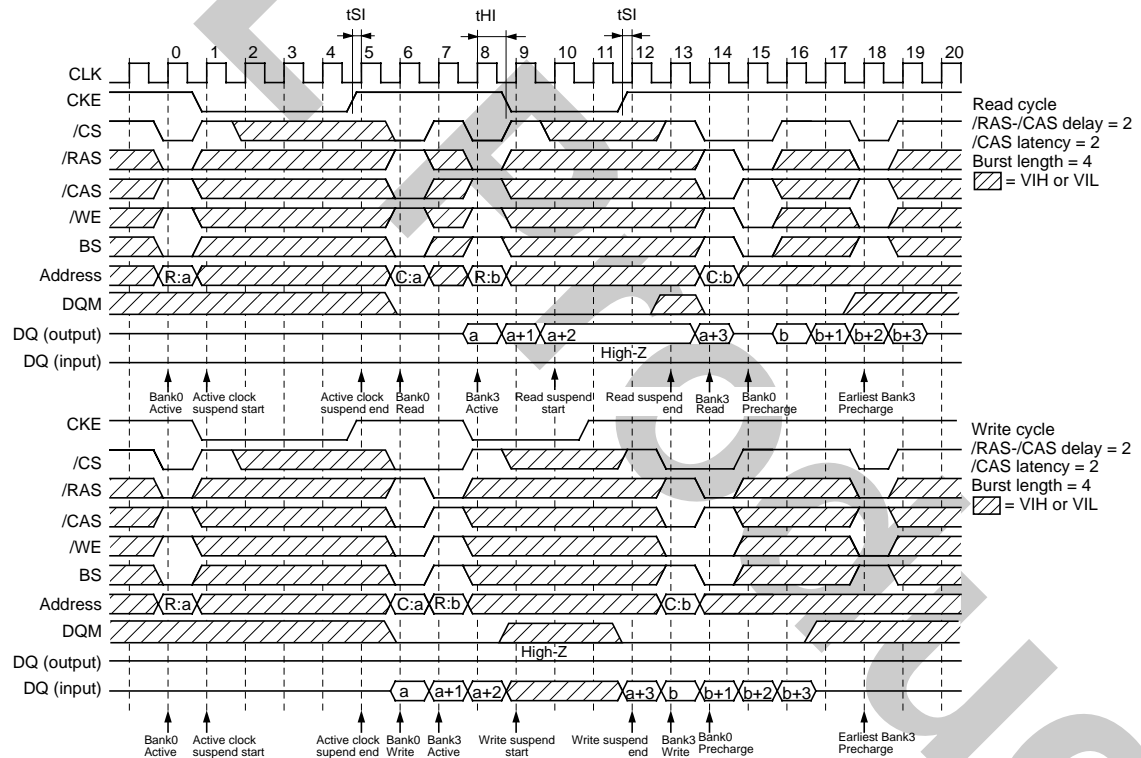 tSI tHI tSI
0 1 2 3 4 5 6 7 8 9 10 11 12 13 14 15 16 17 18 19 20
CLK
CKE
/CS
/RAS
/CAS
/WE
BS
Address R:a C:a R:b C:b
DQM
DQ (output) a a+1 a+2 a+3 b b+1 b+2 b+3
High-Z
DQ (input)
Bank0 Active
Active clock suspend start
Active clock suspend end
Bank0 Read
Bank3 Active
Read suspend start
Read suspend end
Bank3 Read
Bank0 Precharge
Earliest Bank3 Precharge
Read cycle
/RAS-/CAS delay = 2
/CAS latency = 2
Burst length = 4
= VIH or VIL
CKE
/CS
/RAS
/CAS
/WE
BS
Address R:a C:a R:b C:b
DQM
High-Z
DQ (output)
DQ (input) a a+1 a+2 a+3 b b+1 b+2 b+3
Bank0 Active
Active clock suspend start
Active clock supend end
Bank0 Write
Bank3 Active
Write suspend start
Write suspend end
Bank3 Write
Bank0 Precharge
Earliest Bank3 Precharge
Write cycle
/RAS-/CAS delay = 2
/CAS latency = 2
Burst length = 4
= VIH or VIL